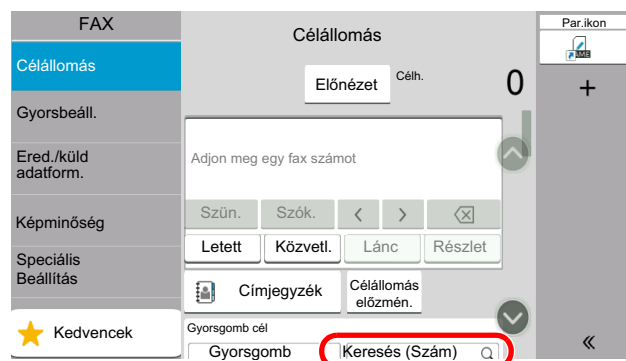 FAX
Célállomás
Par.ikon
Célállomás
Előnézet
Célh.
0
Gyorsbeáll.
Adjon meg egy fax számot
Ered./küld
adatform.
Szün.
Szók.
Képminőség
Letett
Közvetl.
Lánc
Részlet
Speciális
Beállítás
Címjegyzék
Célállomás
előzmén.
Kedvencek
Gyorsgomb cél
Gyorsgomb
Keresés (Szám)